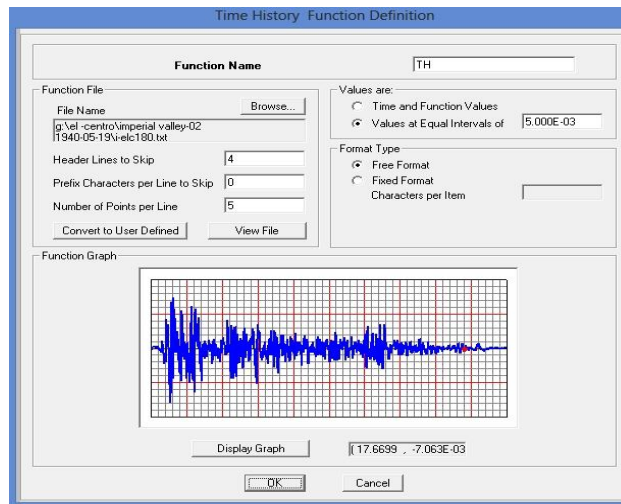 Time History Function Definition
Function Name
TH
Function File
File Name
Browse...
g:\el -centro\imperial valley-02
1940-05-19\i-elc180.txt
Header Lines to Skip
4
Prefix Characters per Line to Skip
0
Number of Points per Line
5
Convert to User Defined
View File
Values are:
Time and Function Values
Values at Equal Intervals of
5.000E-03
Format Type
Free Format
Fixed Format
Characters per Item
Function Graph
Display Graph
(17.6699 , -7.063E-03
OK
Cancel